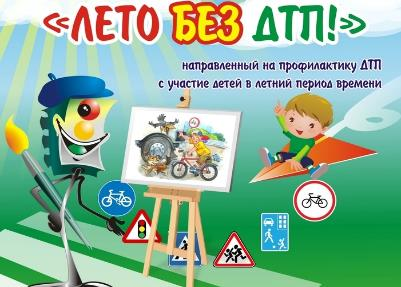 «ЛЕТО БЕЗ ДТП!»
направленный на профилактику ДТП
с участие детей в летний период времени